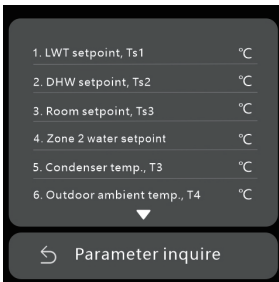 1. LWT setpoint, Ts1 ℃
2. DHW setpoint, Ts2 ℃
3. Room setpoint, Ts3 ℃
4. Zone 2 water setpoint ℃
5. Condenser temp., T3 ℃
6. Outdoor ambient temp., T4 ℃
Parameter inquire